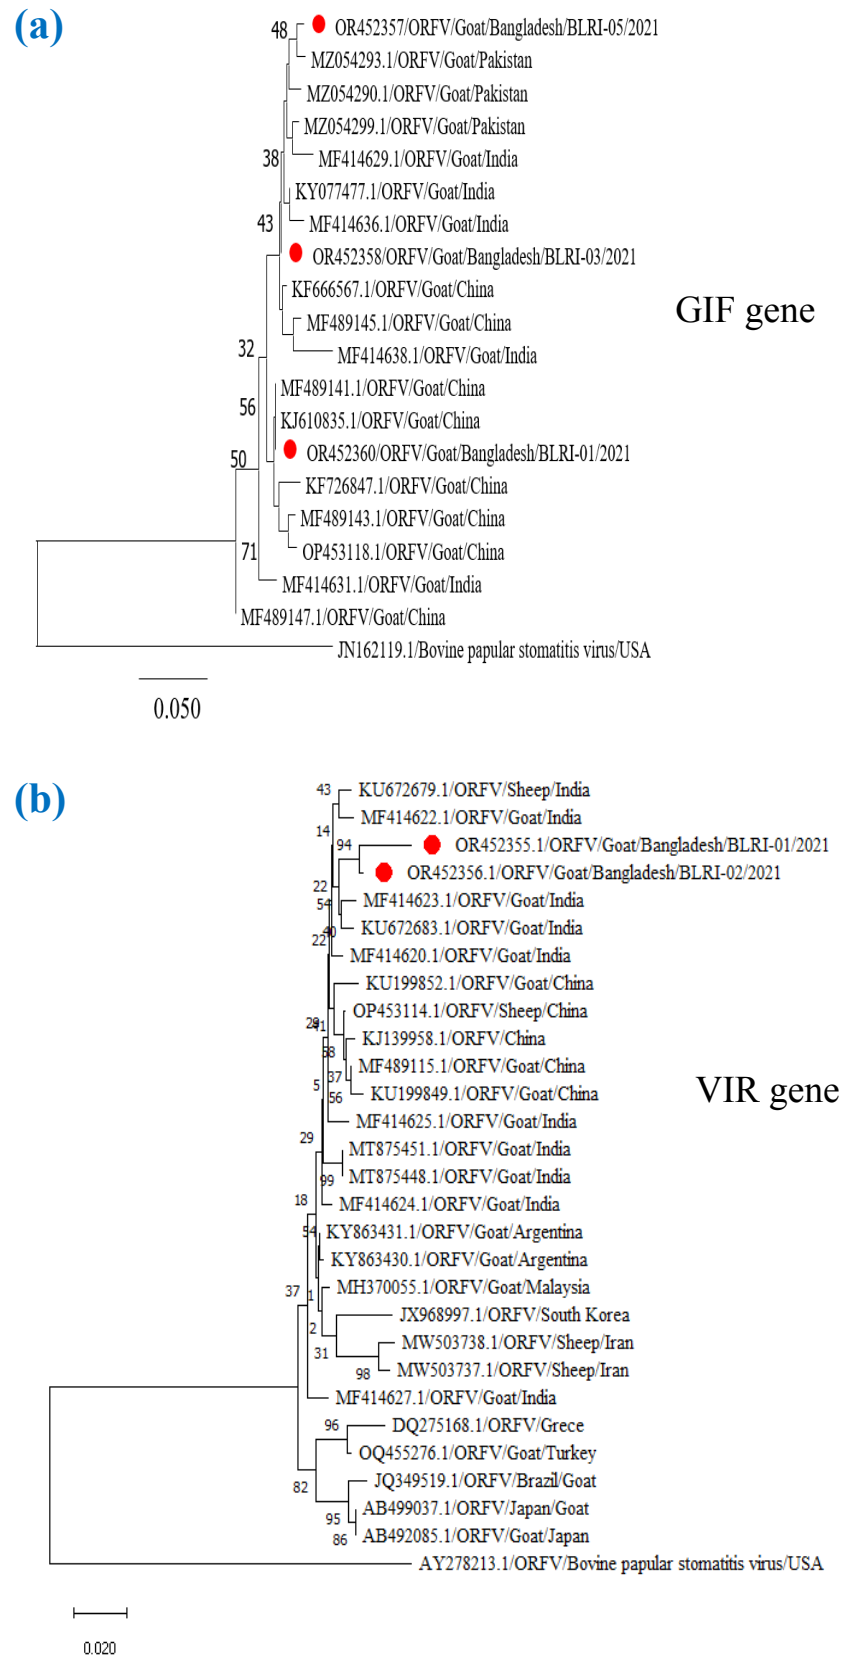 (a)
48
OR452357/ORFV/Goat/Bangladesh/BLRI-05/2021
MZ054293.1/ORFV/Goat/Pakistan
MZ054290.1/ORFV/Goat/Pakistan
MZ054299.1/ORFV/Goat/Pakistan
38
MF414629.1/ORFV/Goat/India
KY077477.1/ORFV/Goat/India
43
MF414636.1/ORFV/Goat/India
OR452358/ORFV/Goat/Bangladesh/BLRI-03/2021
KF666567.1/ORFV/Goat/China
GIF gene
MF489145.1/ORFV/Goat/China
32
MF414638.1/ORFV/Goat/India
MF489141.1/ORFV/Goat/China
56
KJ610835.1/ORFV/Goat/China
OR452360/ORFV/Goat/Bangladesh/BLRI-01/2021
50
KF726847.1/ORFV/Goat/China
MF489143.1/ORFV/Goat/China
71
OP453118.1/ORFV/Goat/China
MF414631.1/ORFV/Goat/India
MF489147.1/ORFV/Goat/China
JN162119.1/Bovine papular stomatitis virus/USA
0.050
(b)
43
KU672679.1/ORFV/Sheep/India
MF414622.1/ORFV/Goat/India
14
94
OR452355.1/ORFV/Goat/Bangladesh/BLRI-01/2021
OR452356.1/ORFV/Goat/Bangladesh/BLRI-02/2021
22
54
MF414623.1/ORFV/Goat/India
40
KU672683.1/ORFV/Goat/India
22
MF414620.1/ORFV/Goat/India
KU199852.1/ORFV/Goat/China
OP453114.1/ORFV/Sheep/China
29
41
KJ139958.1/ORFV/China
58
MF489115.1/ORFV/Goat/China
37
5
KU199849.1/ORFV/Goat/China
56
VIR gene
MF414625.1/ORFV/Goat/India
29
MT875451.1/ORFV/Goat/India
MT875448.1/ORFV/Goat/India
99
18
MF414624.1/ORFV/Goat/India
54
KY863431.1/ORFV/Goat/Argentina
KY863430.1/ORFV/Goat/Argentina
37
1
MH370055.1/ORFV/Goat/Malaysia
JX968997.1/ORFV/South Korea
2
MW503738.1/ORFV/Sheep/Iran
31
MW503737.1/ORFV/Sheep/Iran
98
MF414627.1/ORFV/Goat/India
96
DQ275168.1/ORFV/Grece
OQ455276.1/ORFV/Goat/Turkey
82
JQ349519.1/ORFV/Brazil/Goat
AB499037.1/ORFV/Japan/Goat
95
AB492085.1/ORFV/Goat/Japan
86
AY278213.1/ORFV/Bovine papular stomatitis virus/USA
0.020